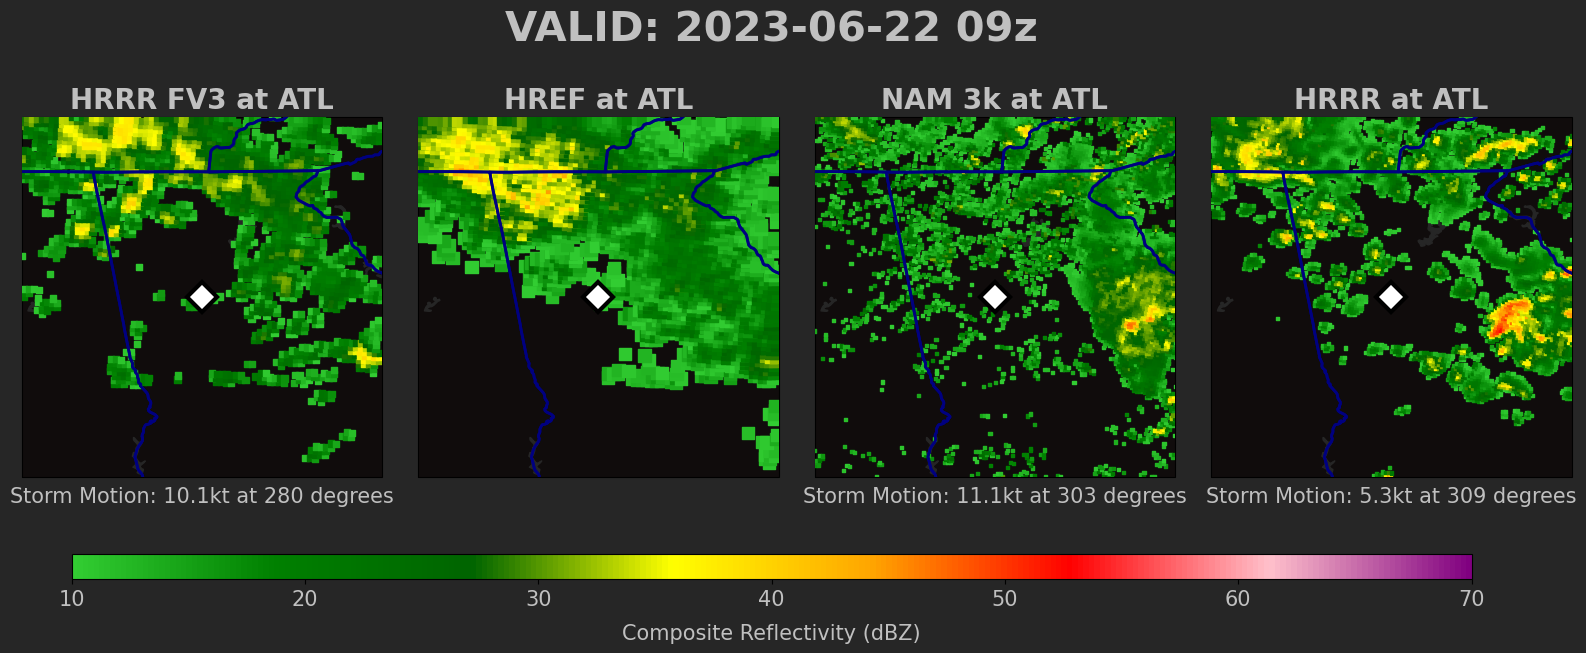 VALID: 2023-06-22 09z
HRRR FV3 at ATL
HREF at ATL
NAM 3k at ATL
HRRR at ATL
Storm Motion: 10.1kt at 280 degrees
Storm Motion: 11.1kt at 303 degrees
Storm Motion: 5.3kt at 309 degrees
10 20 30 40 50 60 70
Composite Reflectivity (dBZ)